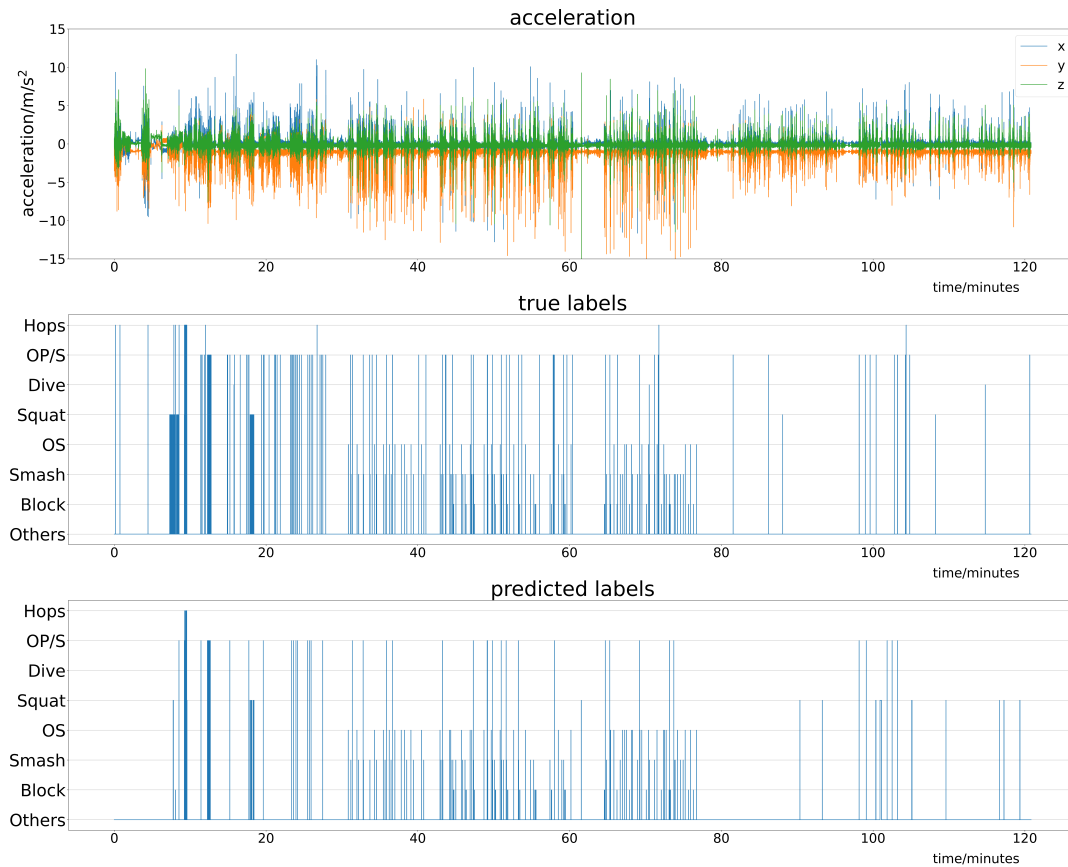 acceleration
15
10
5
0
−5
−10
−15
acceleration/m/s²
x
y
z
0 20 40 60 80 100 120
time/minutes
true labels
Hops
OP/S
Dive
Squat
OS
Smash
Block
Others
0 20 40 60 80 100 120
time/minutes
predicted labels
Hops
OP/S
Dive
Squat
OS
Smash
Block
Others
0 20 40 60 80 100 120
time/minutes